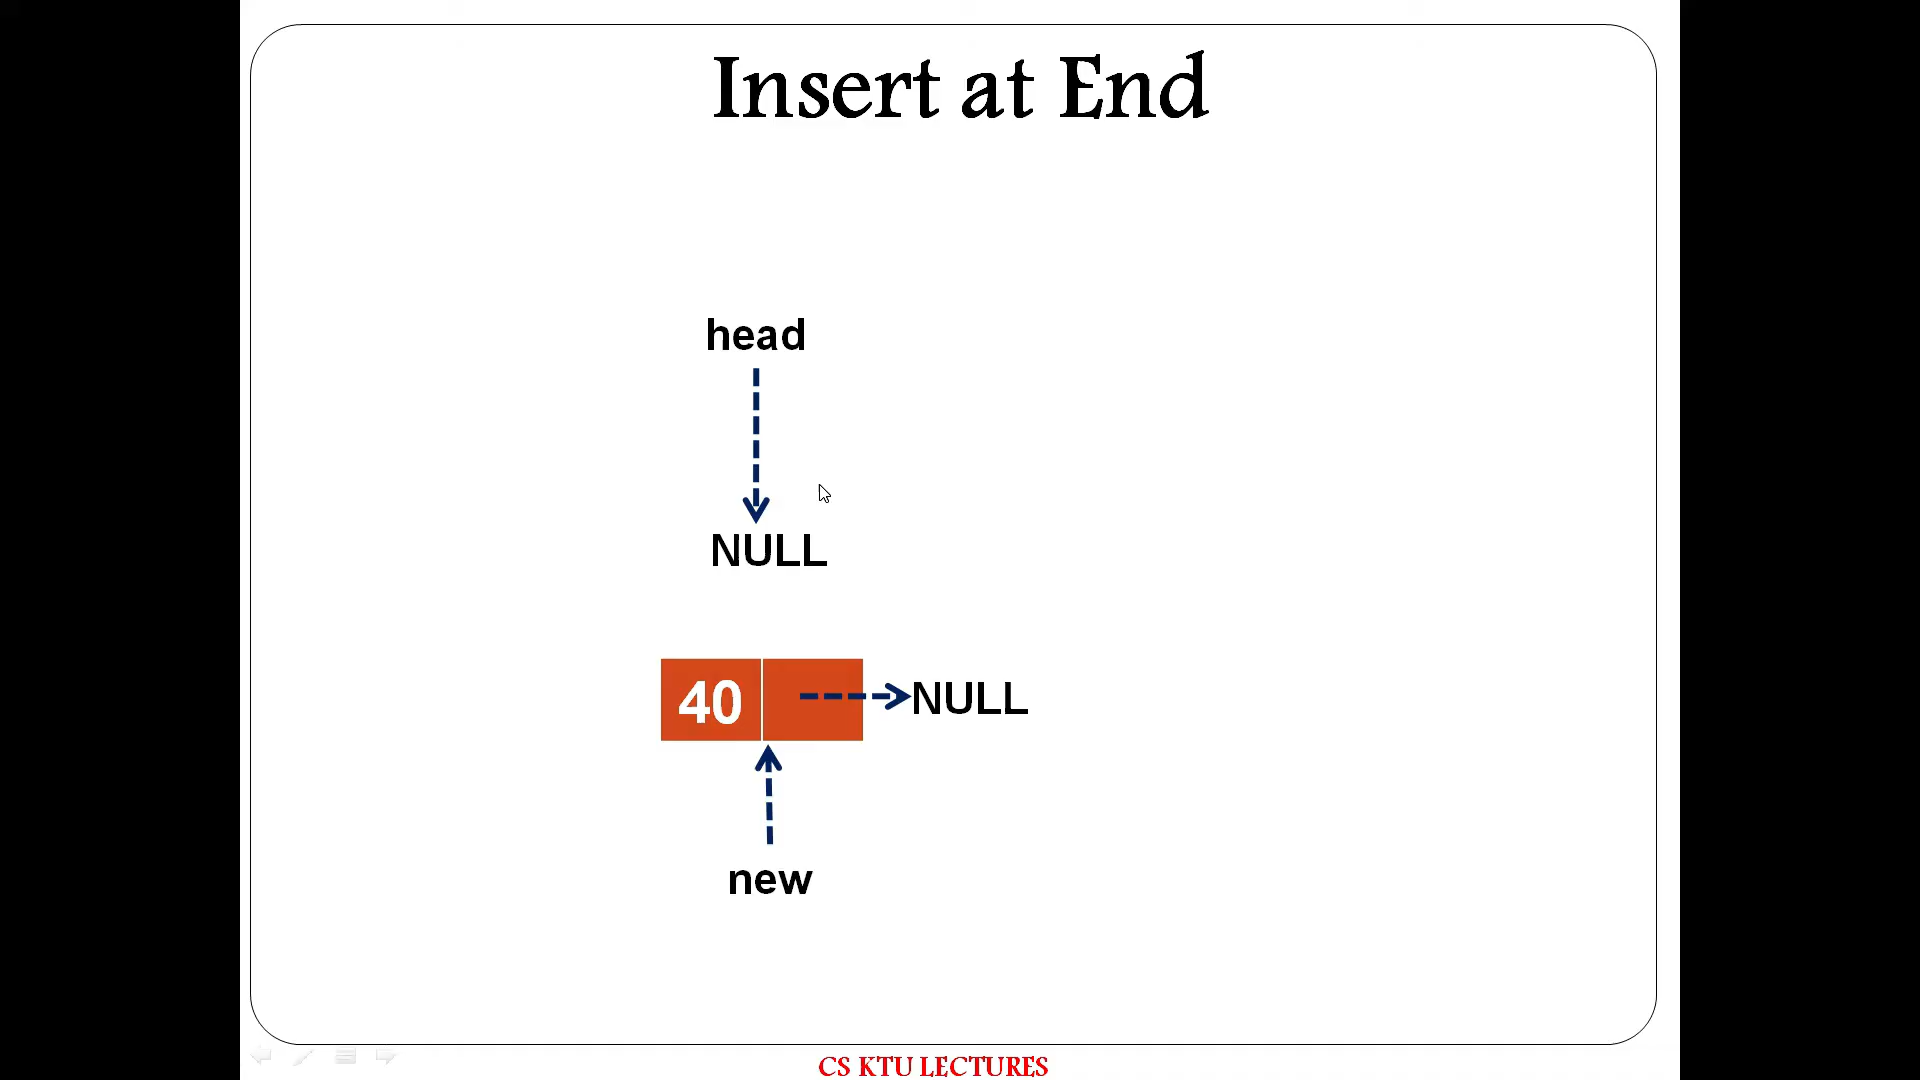 Insert at End
head
NULL
40
NULL
new
CS KTU LECTURES